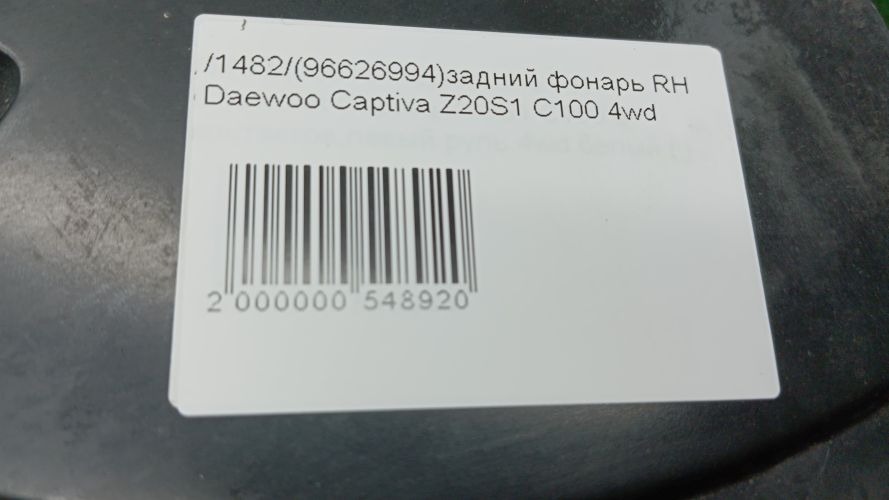 /1482/(96626994)задний фонарь RH
Daewoo Captiva Z20S1 C100 4wd
2 000000 548920